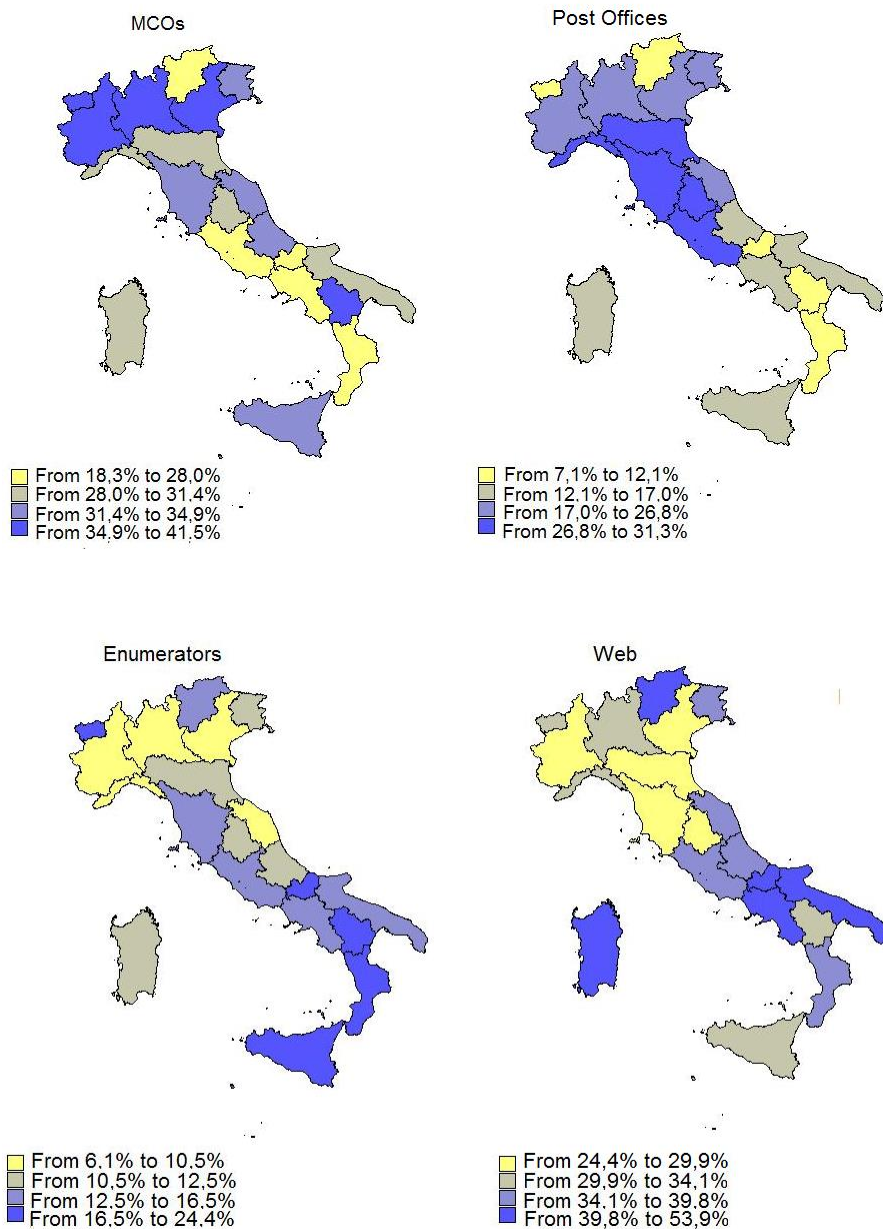 MCOs
Post Offices
From 18,3% to 28.0%
From 28.0% to 31.4%
From 31,4% to 34,9%
From 34.9% to 41.5%
From 7,1% to 12,1%
From 12,1% to 17.0%
From 17,0% to 26,8%
From 26,8% to 31,3%
Enumerators
Web
From 6,1% to 10,5%
From 10,5% to 12,5%
From 12,5% to 16,5%
From 16,5% to 24,4%
From 24,4% to 29,9%
From 29,9% to 34,1%
From 34,1% to 39,8%
From 39,8% to 53,9%